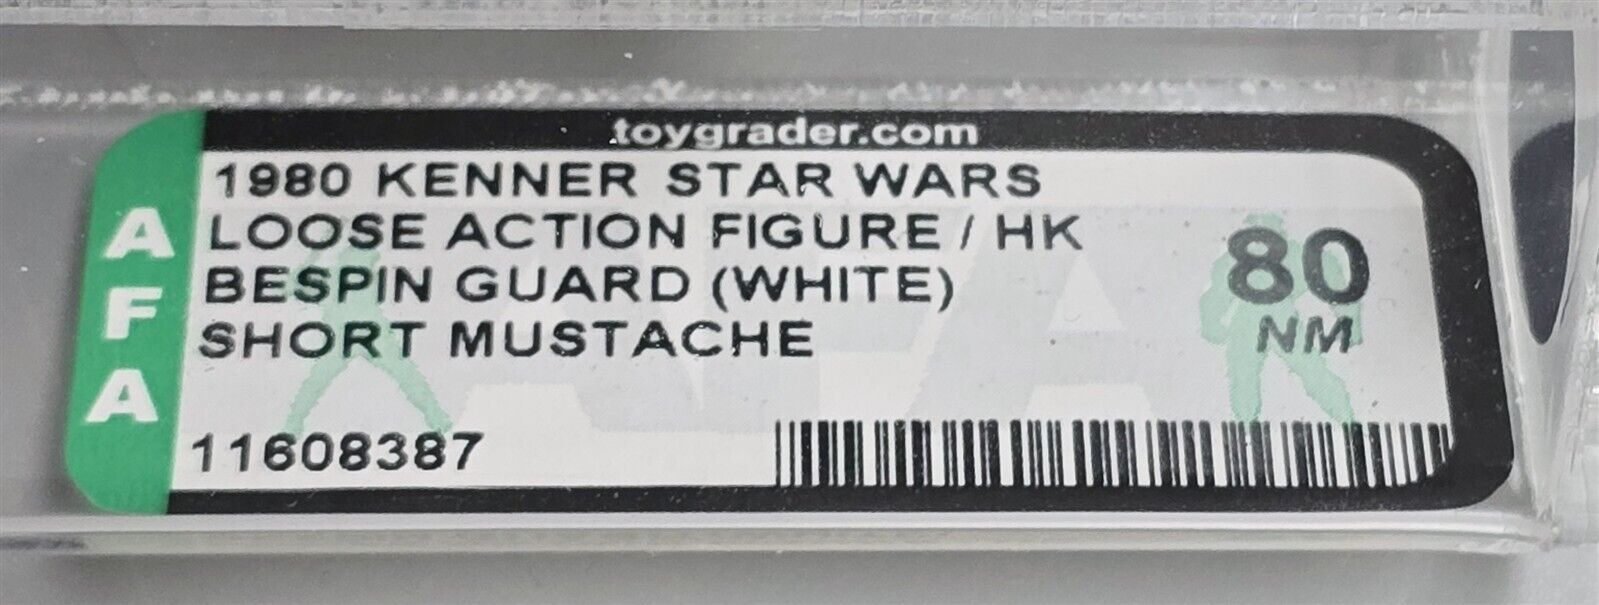 toygrader.com
1980 KENNER STAR WARS
LOOSE ACTION FIGURE / HK
BESPIN GUARD (WHITE)
SHORT MUSTACHE
11608387
80
NM
AFA